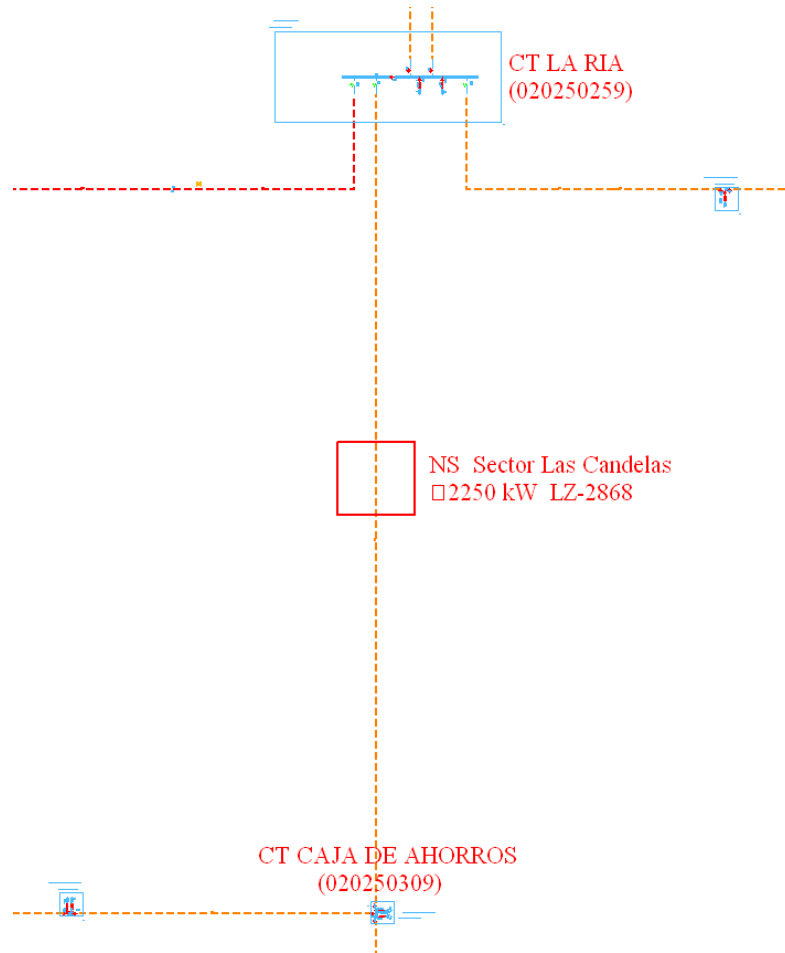 CT LA RIA
(020250259)
NS Sector Las Candelas
□2250 kW LZ-2868
CT CAJA DE AHORROS
(020250309)